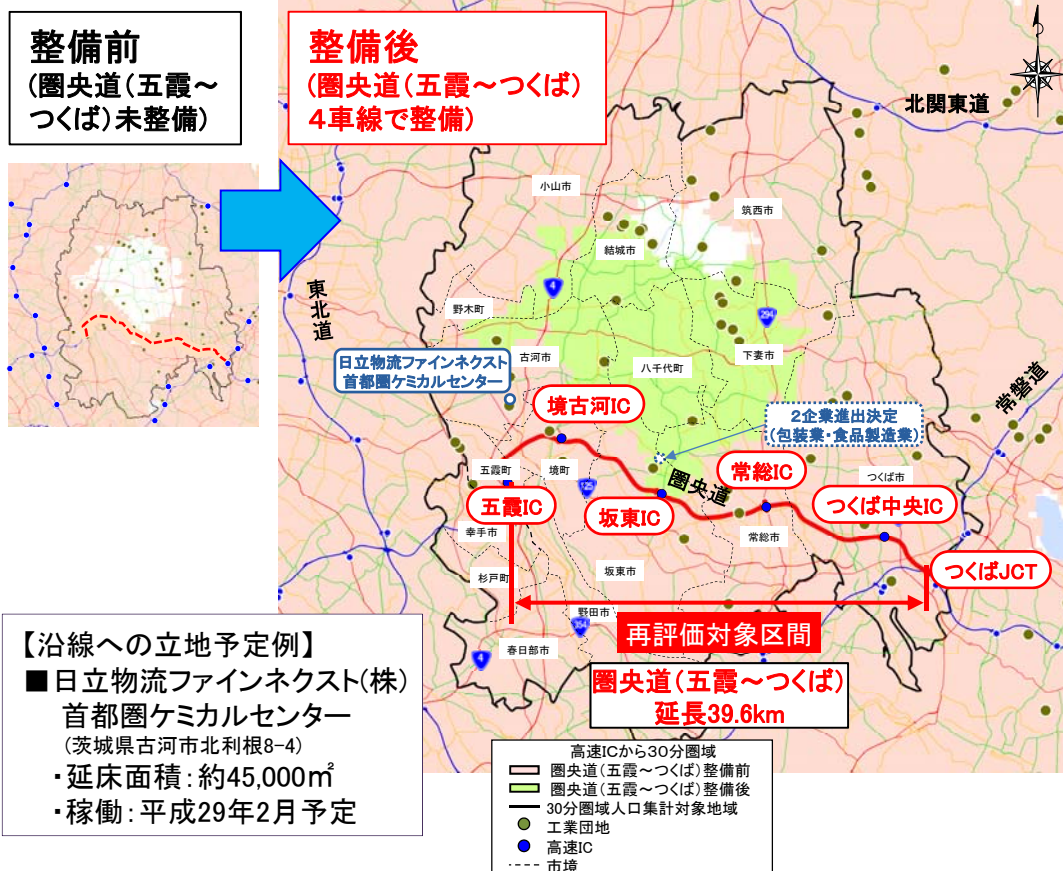 整備前
(圏央道(五霞～
つくば)未整備)
整備後
(圏央道(五霞～つくば)
4車線で整備)
北関東道
小山市
筑西市
結城市
東北道
4
野木町
294
古河市
下妻市
八千代町
日立物流ファインネクスト
首都圏ケミカルセンター
常磐道
境古河IC
2企業進出決定
(包装業・食品製造業)
五霞町
境町
圏央道
常総IC
つくば市
125
五霞IC
坂東IC
つくば中央IC
幸手市
常総市
つくばJCT
杉戸町
坂東市
野田市
354
再評価対象区間
春日部市
4
圏央道(五霞～つくば)
延長39.6km
【沿線への立地予定例】
■日立物流ファインネクスト(株)
首都圏ケミカルセンター
(茨城県古河市北利根8-4)
・延床面積：約45,000㎡
・稼働：平成29年2月予定
高速ICから30分圏域
圏央道(五霞～つくば)整備前
圏央道(五霞～つくば)整備後
30分圏域人口集計対象地域
工業団地
高速IC
市境